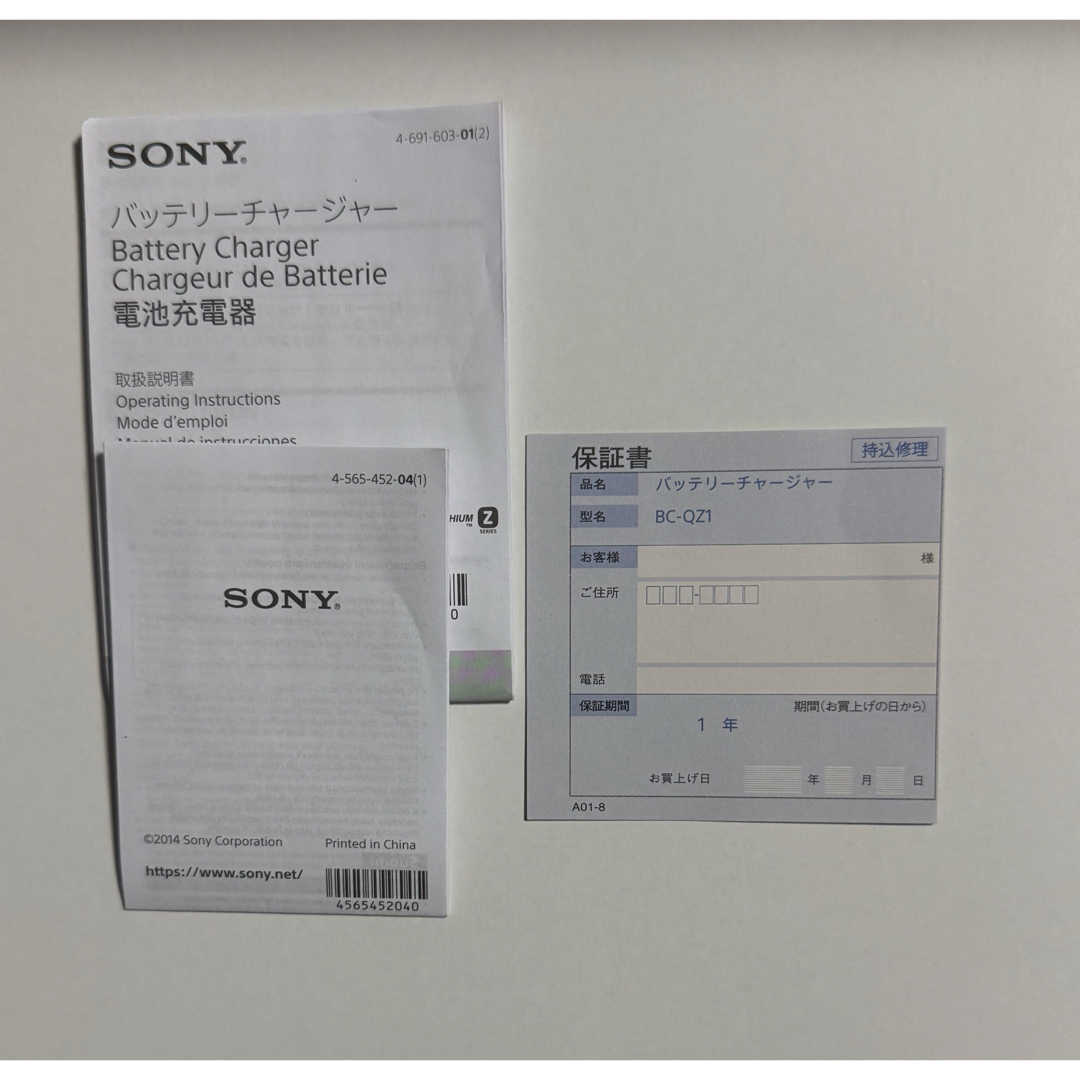 SONY®
4-691-603-01(2)
バッテリーチャージャー
Battery Charger
Chargeur de Batterie
電池充電器
取扱説明書
Operating Instructions
Mode d'emploi
Manual de instrucciones
HIUM™
Z
SERIES
0
4-565-452-04(1)
SONY®
©2014 Sony Corporation
Printed in China
https://www.sony.net/
4565452040
保証書
持込修理
品名 バッテリーチャージャー
型名 BC-QZ1
お客様 様
ご住所 □□□-□□□□
電話
保証期間 期間(お買上げの日から)
1 年
お買上げ日 年 月 日
A01-8